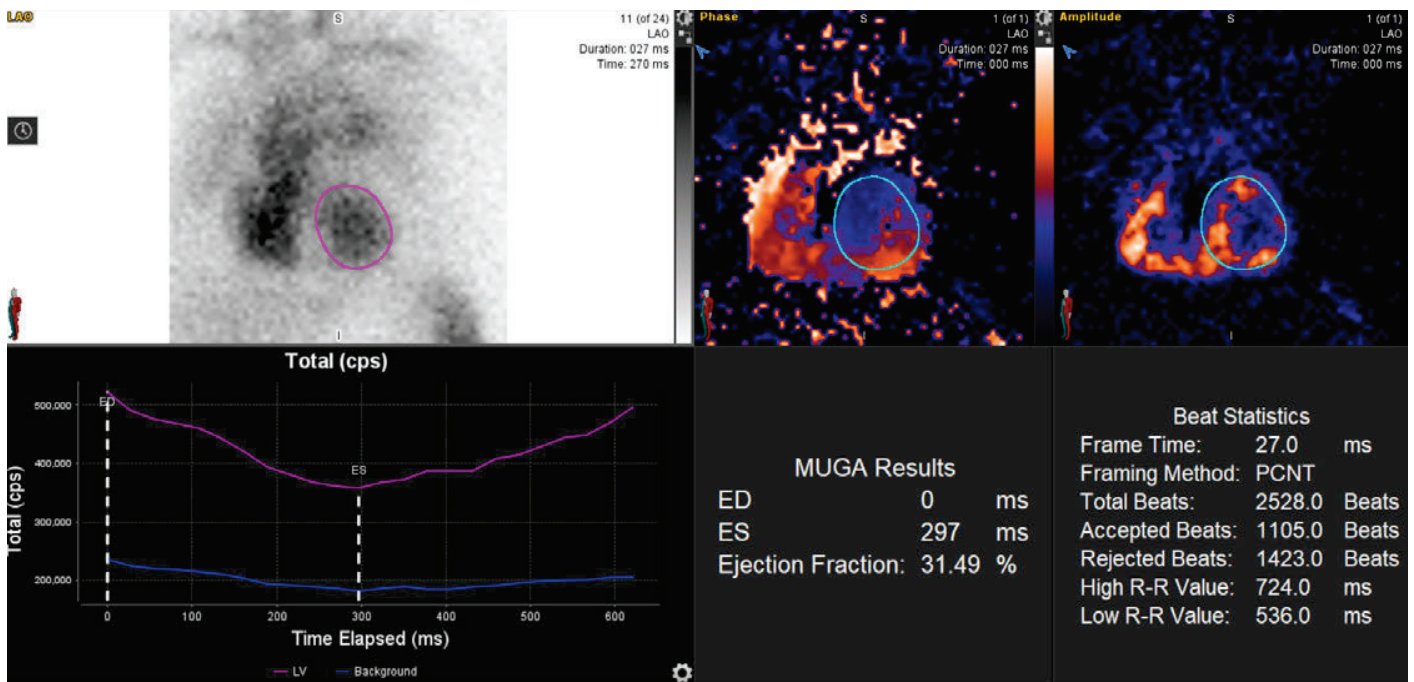 LAO
S
11 (of 24)
LAO
Duration: 027 ms
Time: 270 ms
I
Phase
S
1 (of 1)
LAO
Duration: 027 ms
Time: 000 ms
I
Amplitude
S
1 (of 1)
LAO
Duration: 027 ms
Time: 000 ms
I
Total (cps)
Total (cps)
500,000
400,000
300,000
200,000
ED
ES
0 100 200 300 400 500 600
Time Elapsed (ms)
LV Background
MUGA Results
ED 0 ms
ES 297 ms
Ejection Fraction: 31.49 %
Beat Statistics
Frame Time: 27.0 ms
Framing Method: PCNT
Total Beats: 2528.0 Beats
Accepted Beats: 1105.0 Beats
Rejected Beats: 1423.0 Beats
High R-R Value: 724.0 ms
Low R-R Value: 536.0 ms